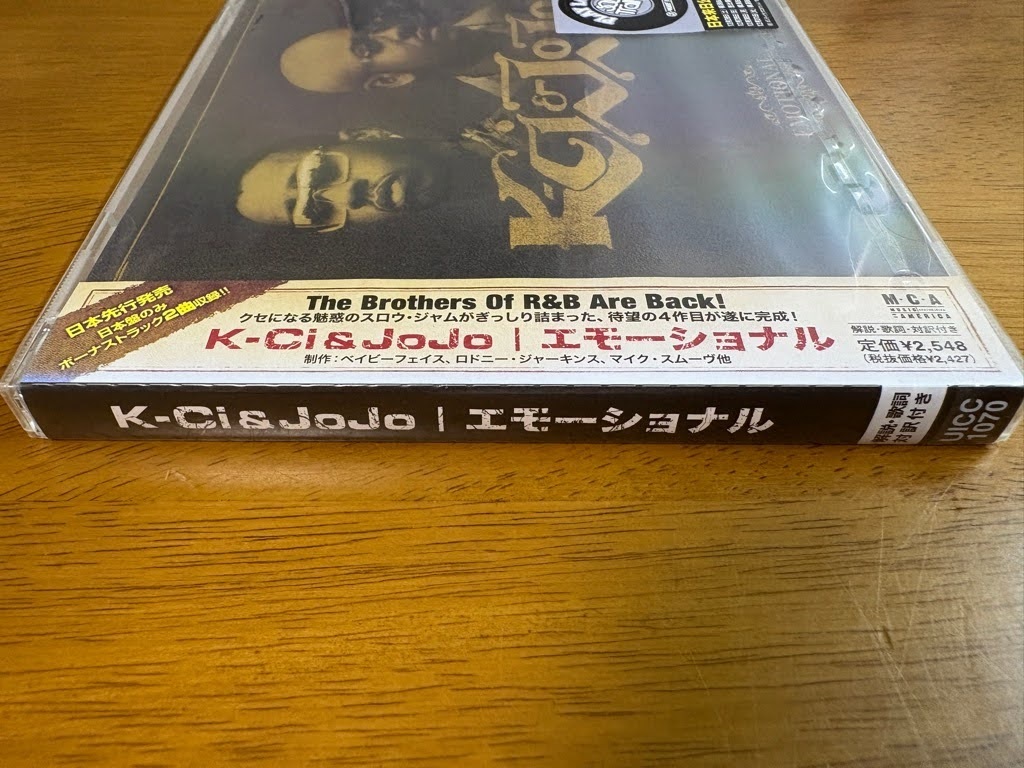 K-Ci & JoJo
EMOTIONAL
日本先行発売
日本盤のみ
ボーナストラック2曲収録!!
The Brothers Of R&B Are Back!
クセになる魅惑のスロウ・ジャムがぎっしり詰まった、待望の4作目が遂に完成!
K-Ci & JoJo | エモーショナル
制作:ベイビーフェイス、ロドニー・ジャーキンス、マイク・スムーヴ他
M·C·A
MUSIC
AMERICA
解説・歌詞・対訳付き
定価¥2,548
(税抜価格¥2,427)
K-Ci & JoJo | エモーショナル
解説・歌詞
対訳付き
UICC
1070